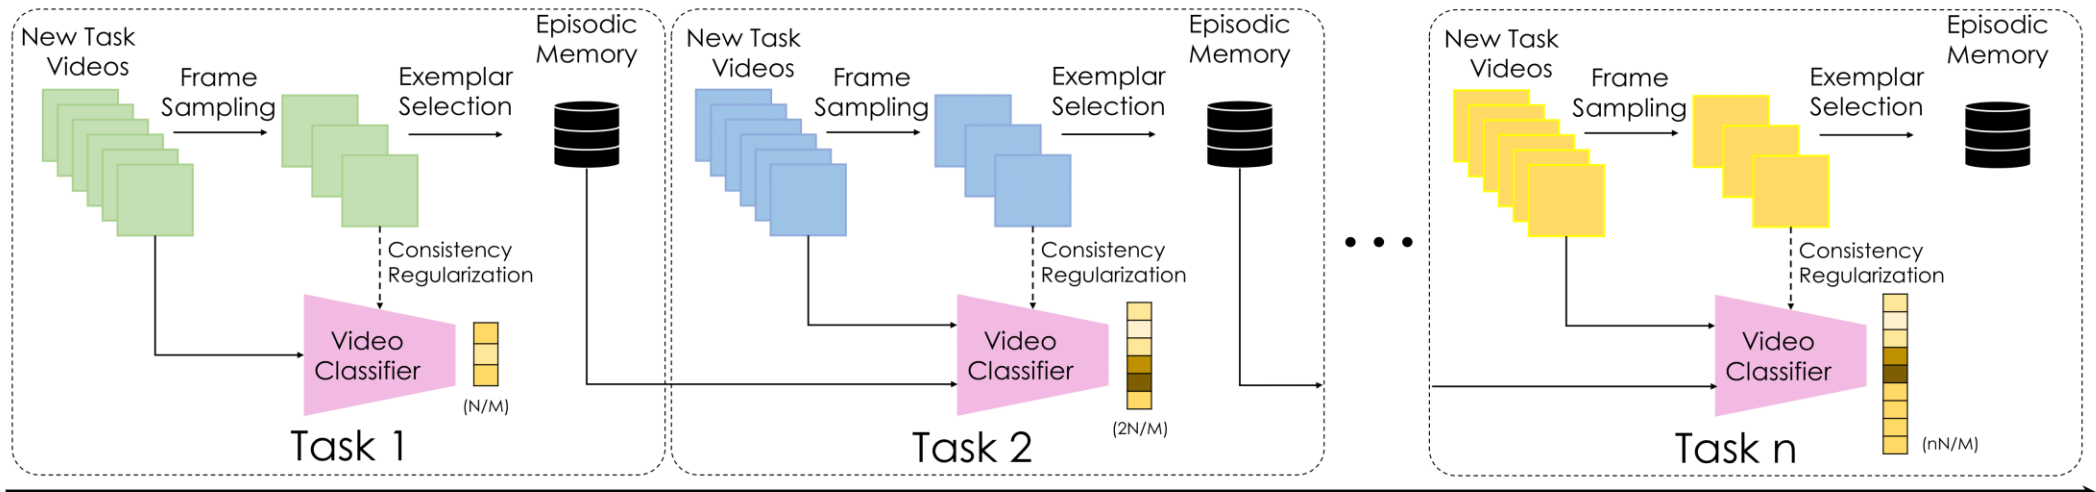 New Task
Videos
Frame
Sampling
Exemplar
Selection
Episodic
Memory
Consistency
Regularization
Video
Classifier
(N/M)
Task 1
New Task
Videos
Frame
Sampling
Exemplar
Selection
Episodic
Memory
Consistency
Regularization
Video
Classifier
(2N/M)
Task 2
New Task
Videos
Frame
Sampling
Exemplar
Selection
Episodic
Memory
Consistency
Regularization
Video
Classifier
(nN/M)
Task n